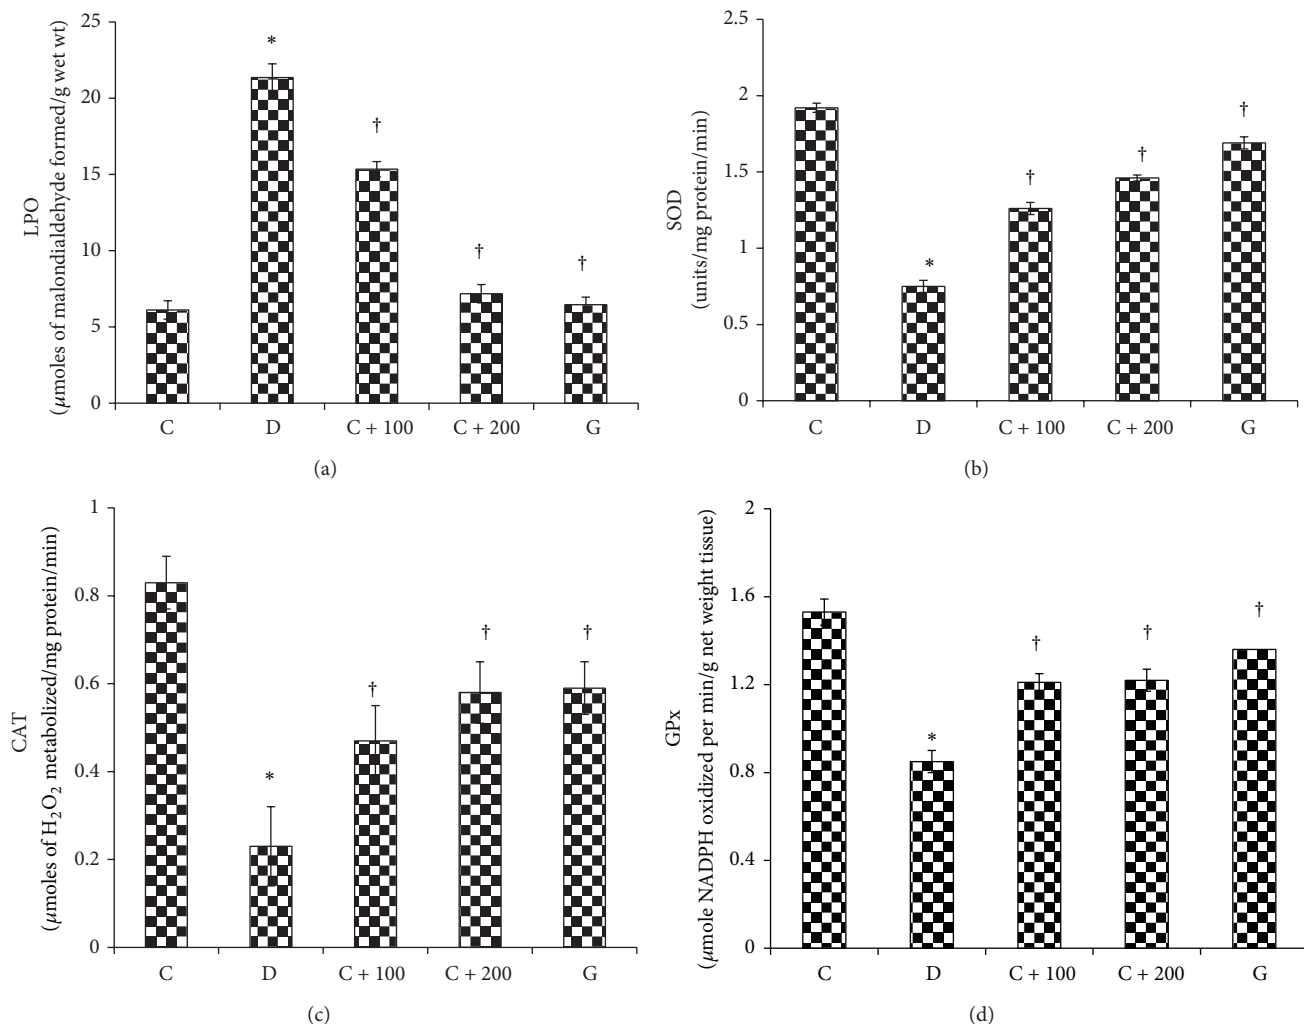 LPO
(μmoles of malondialdehyde formed/g wet wt)
25
20
15
10
5
0
*
†
†
†
C D C + 100 C + 200 G
(a)
SOD
(units/mg protein/min)
2.5
2
1.5
1
0.5
0
*
†
†
†
C D C + 100 C + 200 G
(b)
CAT
(μmoles of H₂O₂ metabolized/mg protein/min)
1
0.8
0.6
0.4
0.2
0
*
†
†
†
C D C + 100 C + 200 G
(c)
GPx
(μmole NADPH oxidized per min/g net weight tissue)
2
1.6
1.2
0.8
0.4
0
*
†
†
†
C D C + 100 C + 200 G
(d)